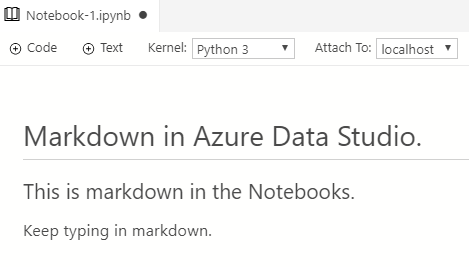 Notebook-1.ipynb
Code Text Kernel: Python 3 Attach To: localhost
Markdown in Azure Data Studio.
This is markdown in the Notebooks.
Keep typing in markdown.